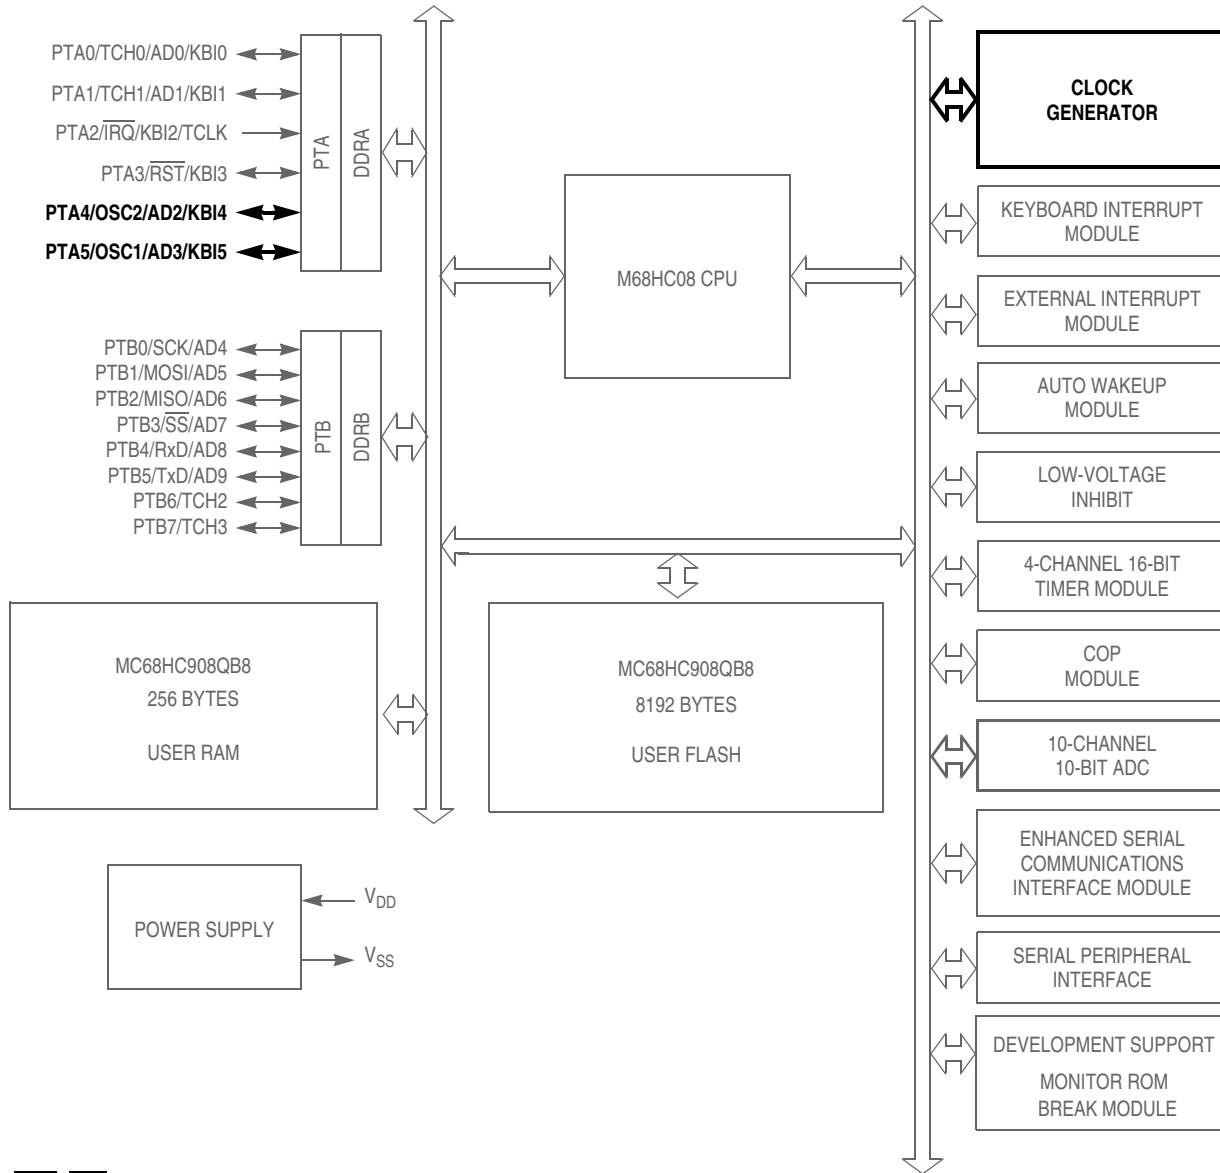 PTA0/TCH0/AD0/KBI0
PTA1/TCH1/AD1/KBI1
PTA2/IRQ/KBI2/TCLK
PTA3/RST/KBI3
PTA4/OSC2/AD2/KBI4
PTA5/OSC1/AD3/KBI5
PTA
DDRA
PTB0/SCK/AD4
PTB1/MOSI/AD5
PTB2/MISO/AD6
PTB3/SS/AD7
PTB4/RxD/AD8
PTB5/TxD/AD9
PTB6/TCH2
PTB7/TCH3
PTB
DDRB
M68HC08 CPU
MC68HC908QB8
256 BYTES
USER RAM
MC68HC908QB8
8192 BYTES
USER FLASH
POWER SUPPLY
VDD
VSS
CLOCK
GENERATOR
KEYBOARD INTERRUPT
MODULE
EXTERNAL INTERRUPT
MODULE
AUTO WAKEUP
MODULE
LOW-VOLTAGE
INHIBIT
4-CHANNEL 16-BIT
TIMER MODULE
COP
MODULE
10-CHANNEL
10-BIT ADC
ENHANCED SERIAL
COMMUNICATIONS
INTERFACE MODULE
SERIAL PERIPHERAL
INTERFACE
DEVELOPMENT SUPPORT
MONITOR ROM
BREAK MODULE